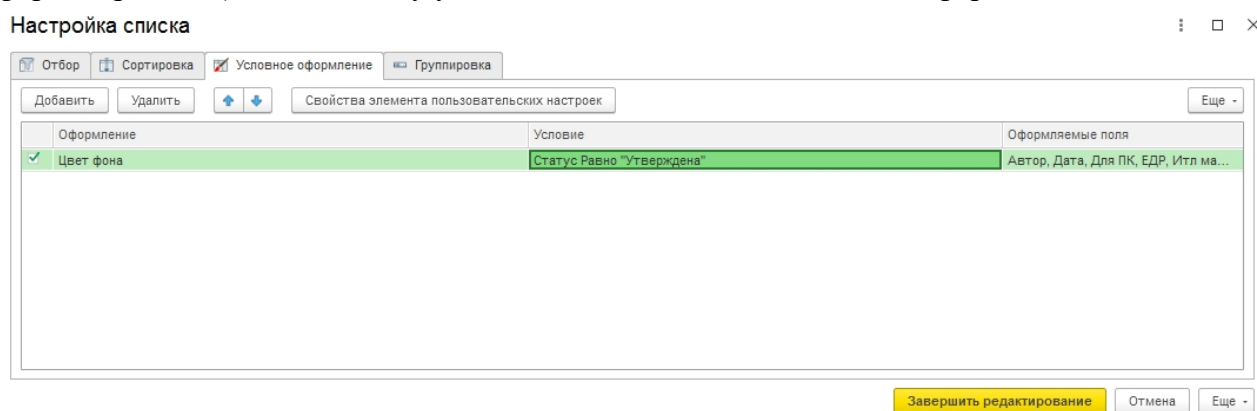 Настройка списка
Отбор Сортировка Условное оформление Группировка
Добавить Удалить Свойства элемента пользовательских настроек Еще
Оформление Условие Оформляемые поля
Цвет фона Статус Равно "Утверждена" Автор, Дата, Для ПК, ЕДР, Итл ма...
Завершить редактирование Отмена Еще